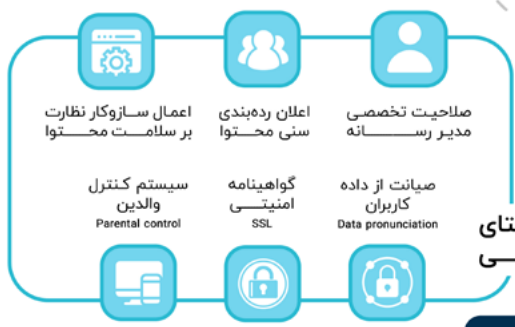 صلاحیت تخصصی
مدیر رسانه
اعلان رده‌بندی
سنی محتوا
اعمال سازوکار نظارت
بر سلامت محتوا
صیانت از داده
کاربران
Data pronunciation
گواهینامه
امنیتی
SSL
سیستم کنترل
والدین
Parental control